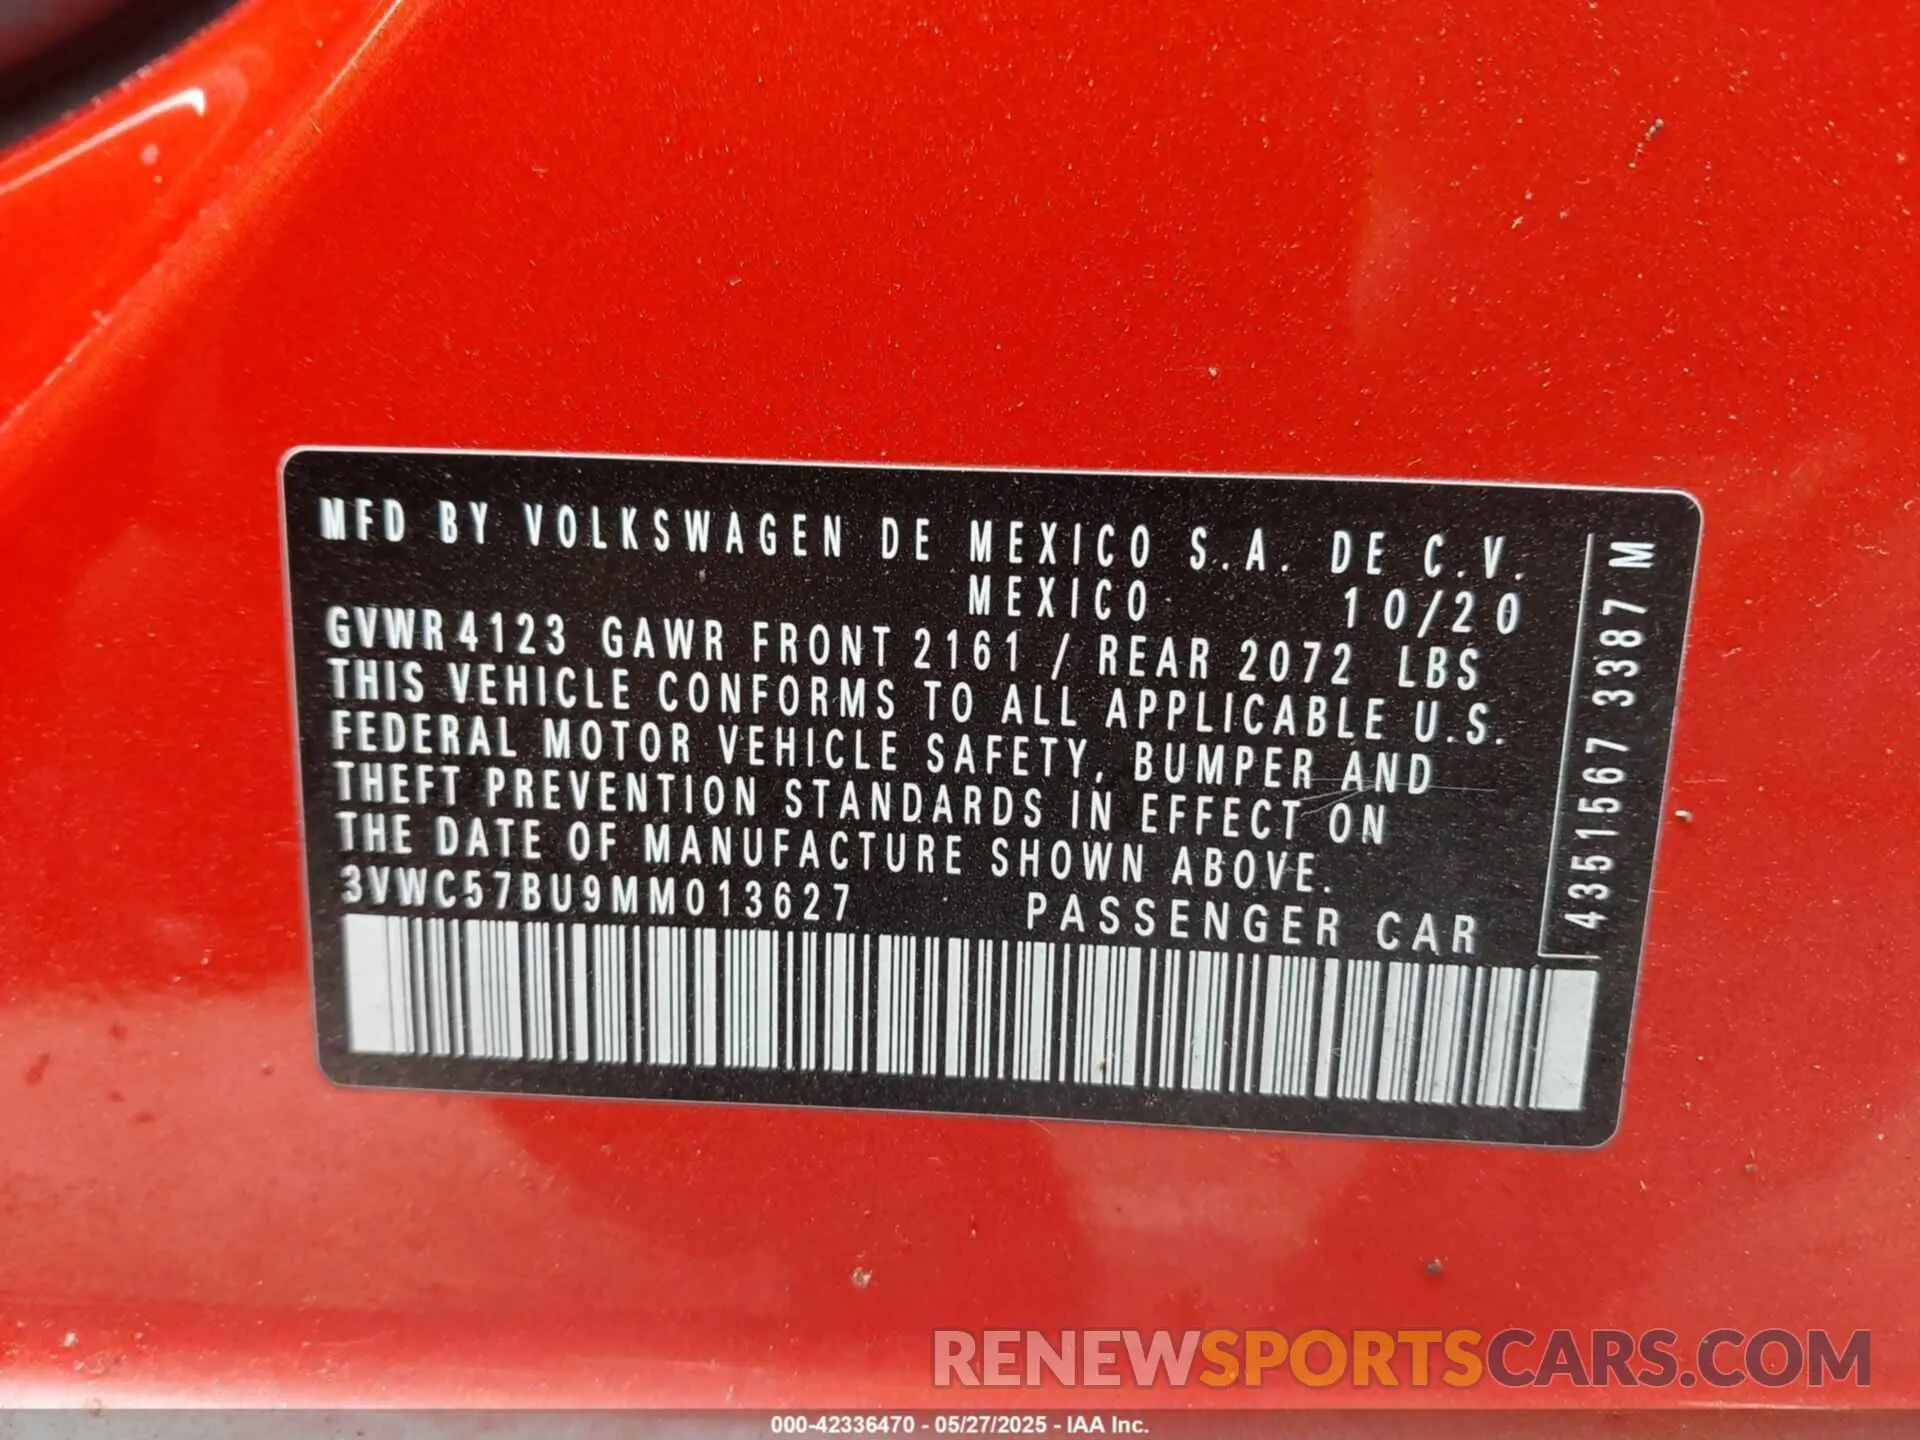 MFD BY VOLKSWAGEN DE MEXICO S.A. DE C.V.
MEXICO 10/20
GVWR 4123 GAWR FRONT 2161 / REAR 2072 LBS
THIS VEHICLE CONFORMS TO ALL APPLICABLE U.S.
FEDERAL MOTOR VEHICLE SAFETY, BUMPER AND
THEFT PREVENTION STANDARDS IN EFFECT ON
THE DATE OF MANUFACTURE SHOWN ABOVE.
3VWC57BU9MM013627 PASSENGER CAR
4351567 3387 M
RENEWSPORTSCARS.COM
000-42336470 - 05/27/2025 - IAA Inc.